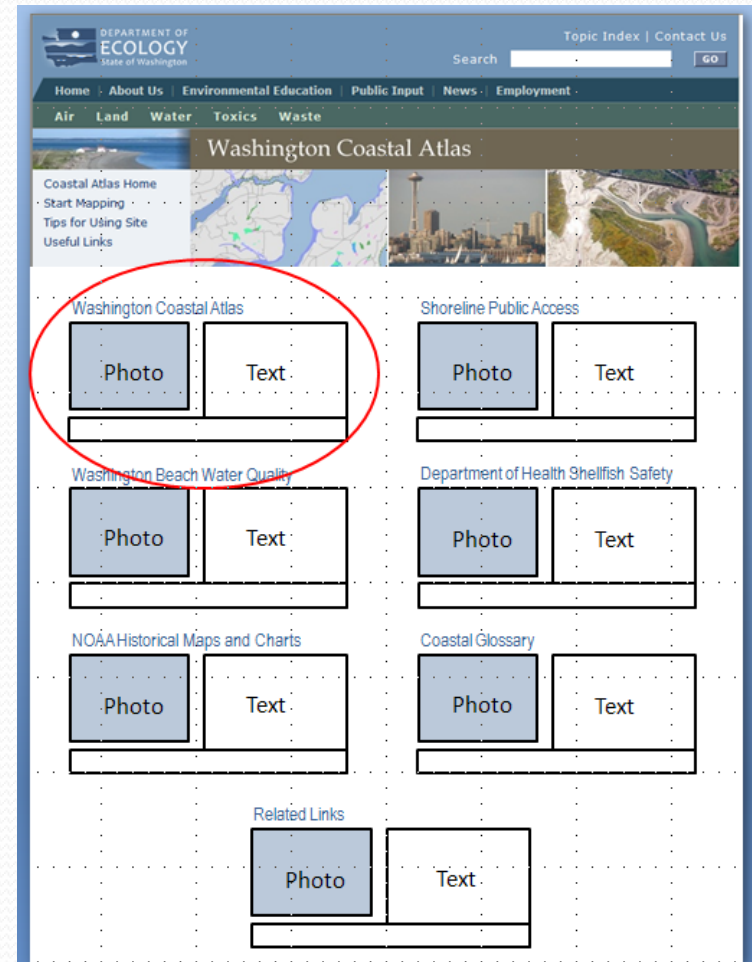 DEPARTMENT OF
ECOLOGY
State of Washington
Topic Index | Contact Us
Search GO
Home | About Us | Environmental Education | Public Input | News | Employment
Air Land Water Toxics Waste
Washington Coastal Atlas
Coastal Atlas Home
Start Mapping
Tips for Using Site
Useful Links
Washington Coastal Atlas
Shoreline Public Access
Photo Text
Photo Text
Washington Beach Water Quality
Department of Health Shellfish Safety
Photo Text
Photo Text
NOAA Historical Maps and Charts
Coastal Glossary
Photo Text
Photo Text
Related Links
Photo Text